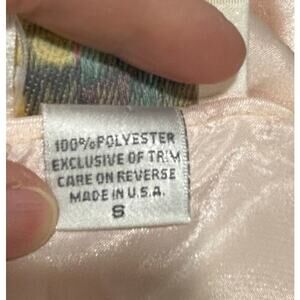 100% POLYESTER
EXCLUSIVE OF TRIM
CARE ON REVERSE
MADE IN U.S.A.
S